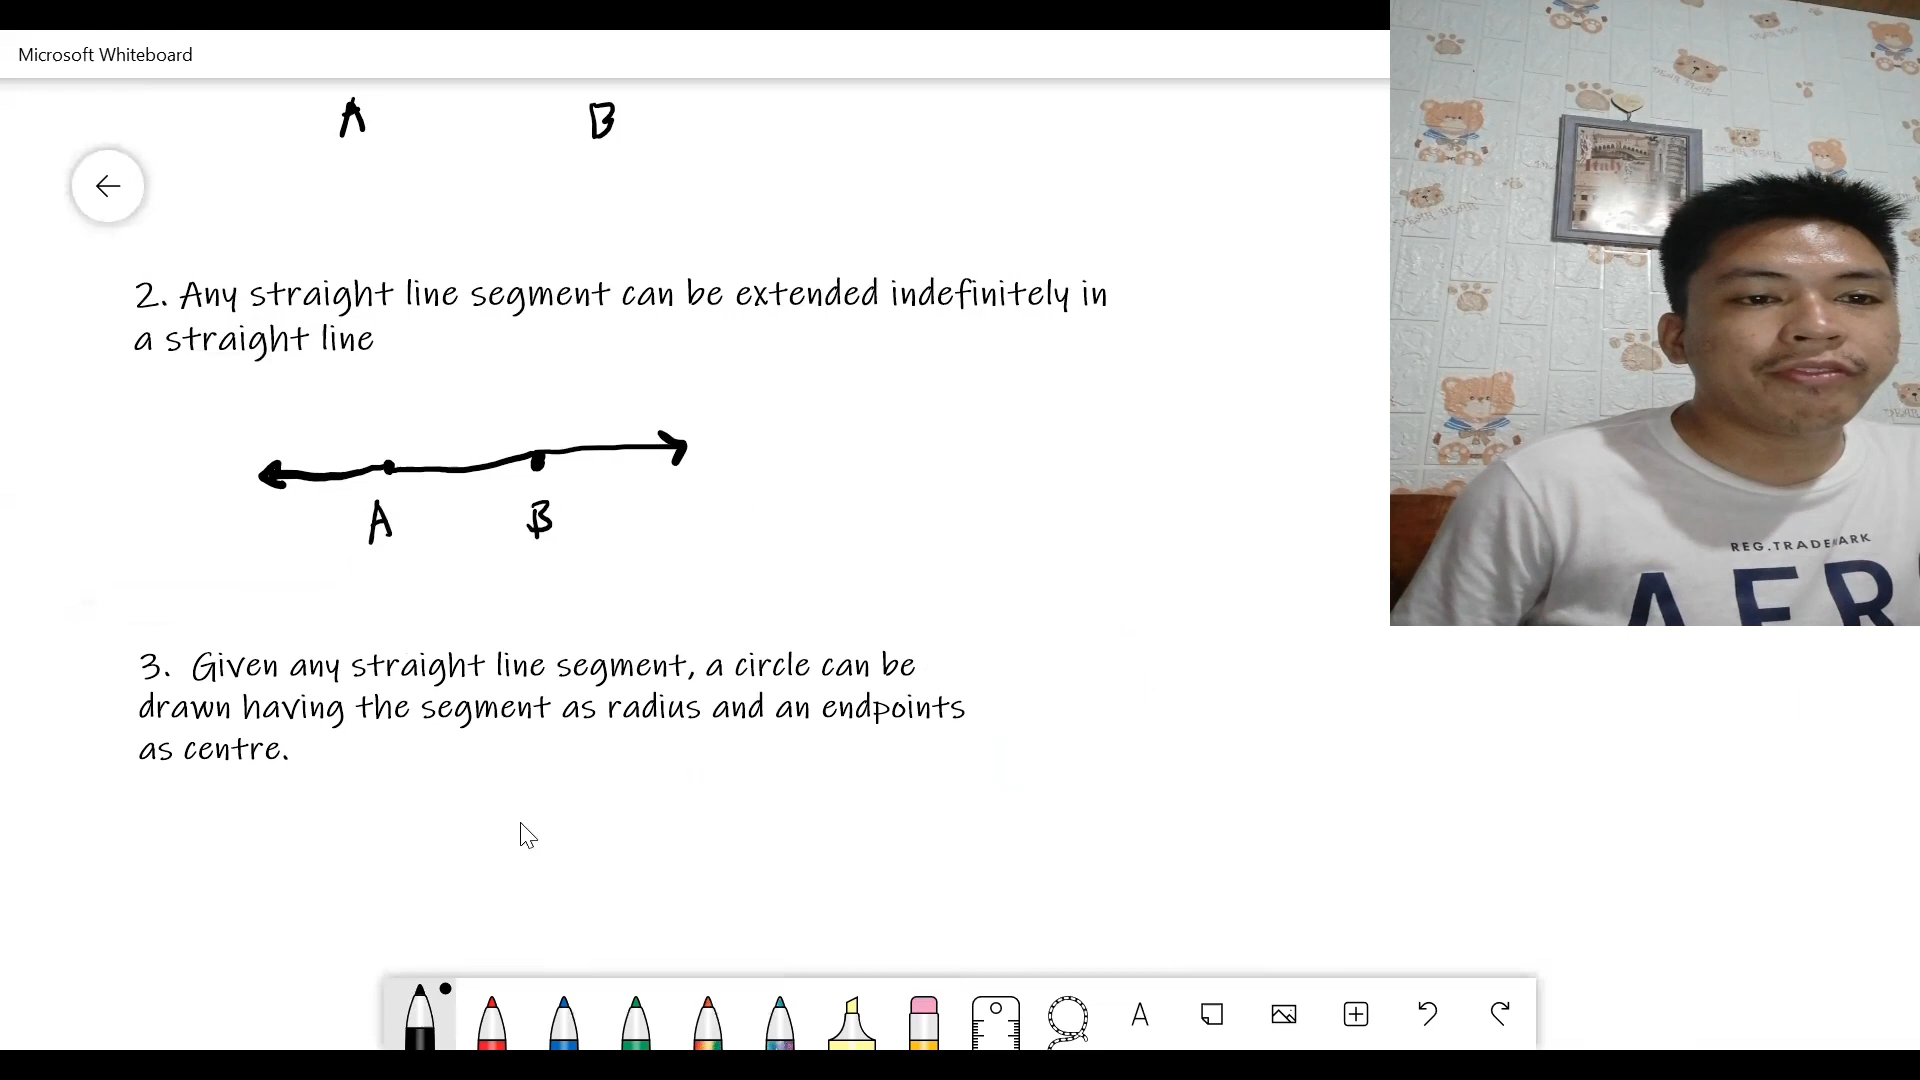 Microsoft Whiteboard
A B
2. Any straight line segment can be extended indefinitely in
a straight line
A B
3. Given any straight line segment, a circle can be
drawn having the segment as radius and an endpoints
as centre.
Italy
REG.TRADEMARK
AER
A